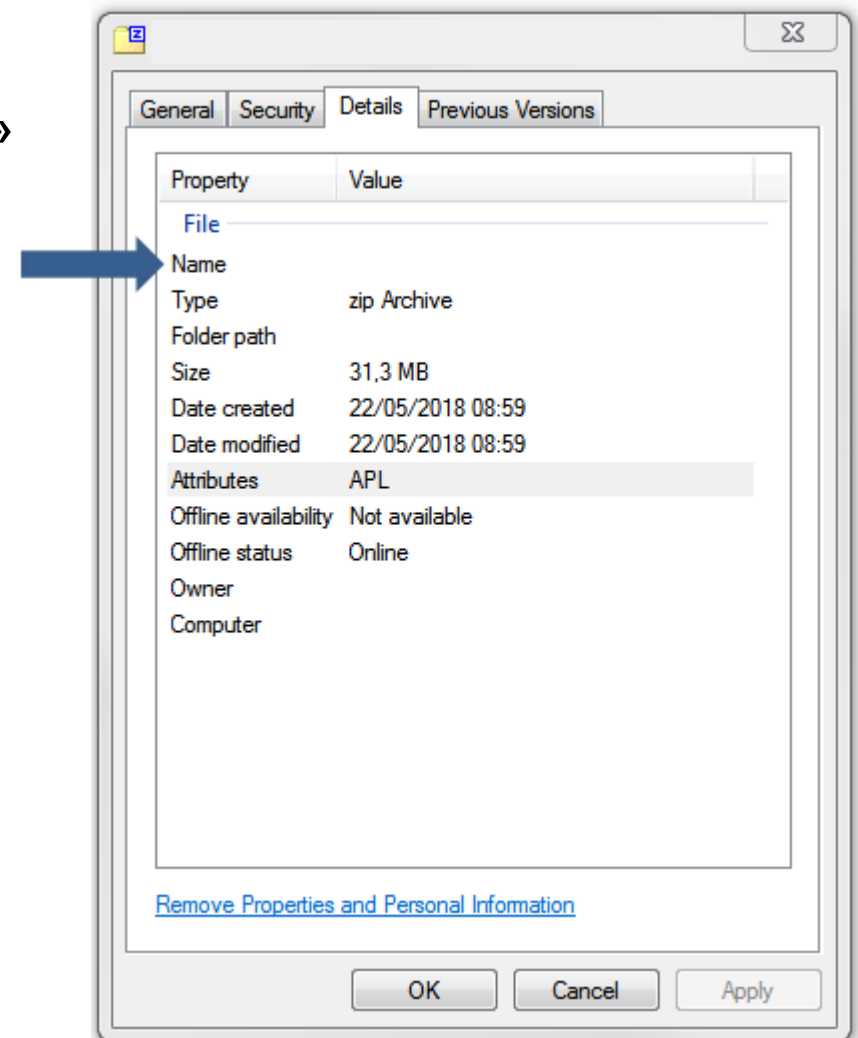 »
General Security Details Previous Versions
Property Value
File
Name
Type zip Archive
Folder path
Size 31,3 MB
Date created 22/05/2018 08:59
Date modified 22/05/2018 08:59
Attributes APL
Offline availability Not available
Offline status Online
Owner
Computer
Remove Properties and Personal Information
OK Cancel Apply